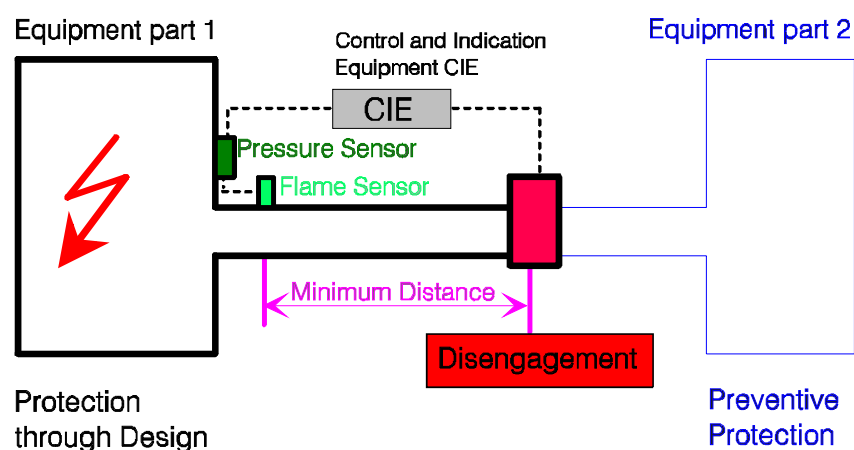 Equipment part 1
Equipment part 2
Control and Indication
Equipment CIE
CIE
Pressure Sensor
Flame Sensor
Minimum Distance
Disengagement
Protection
through Design
Preventive
Protection